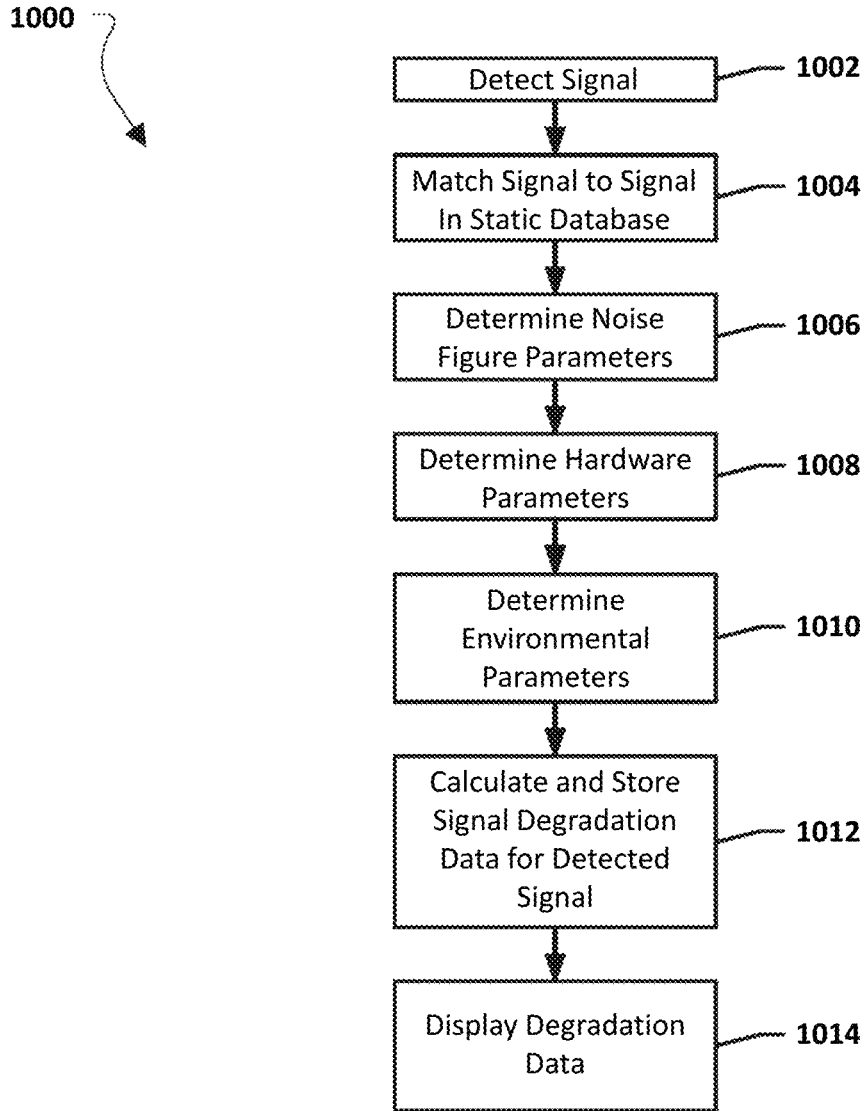 1000
Detect Signal
1002
Match Signal to Signal
In Static Database
1004
Determine Noise
Figure Parameters
1006
Determine Hardware
Parameters
1008
Determine
Environmental
Parameters
1010
Calculate and Store
Signal Degradation
Data for Detected
Signal
1012
Display Degradation
Data
1014